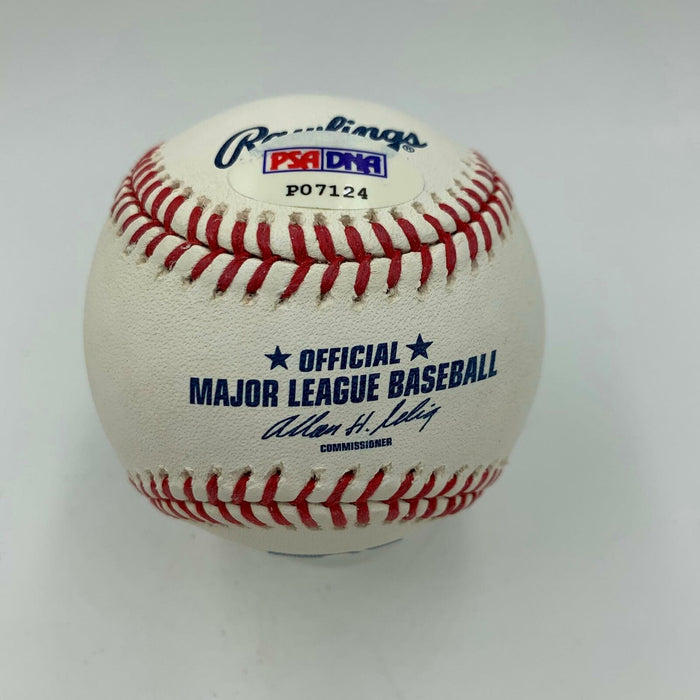 Rawlings®
PSA DNA
P07124
★ OFFICIAL ★
MAJOR LEAGUE BASEBALL
Allan H. Selig
COMMISSIONER